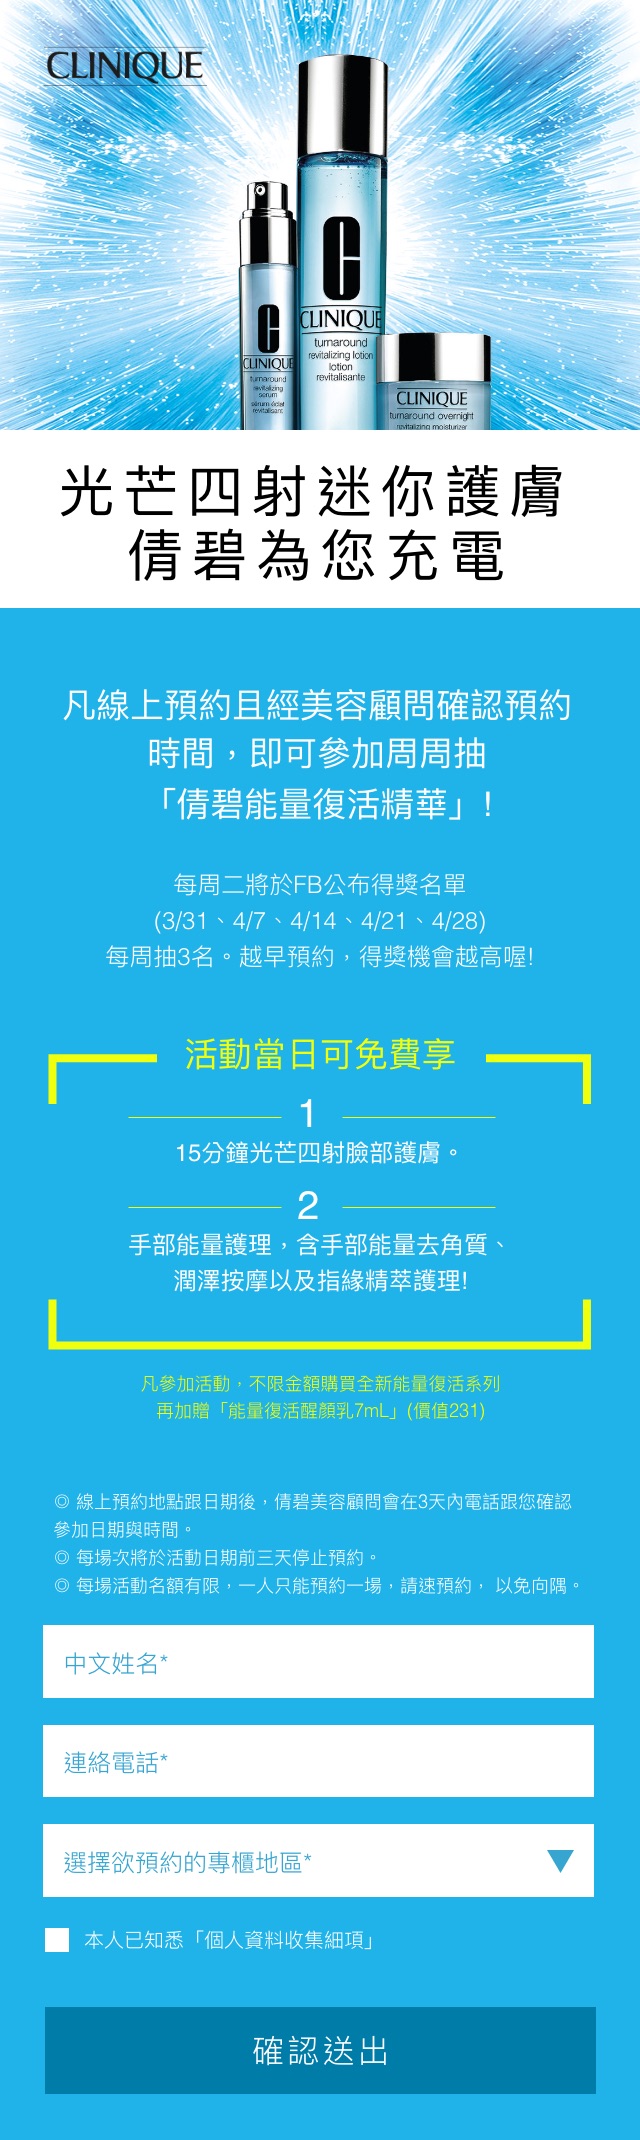 CLINIQUE
CLINIQUE
turnaround
revitalizing lotion
lotion
revitalisante
CLINIQUE
turnaround
revitalizing
serum
sérum éclat
revitalisant
CLINIQUE
turnaround overnight
revitalizing moisturizer
光芒四射迷你護膚
倩碧為您充電
凡線上預約且經美容顧問確認預約
時間，即可參加周周抽
「倩碧能量復活精華」!
每周二將於FB公布得獎名單
(3/31、4/7、4/14、4/21、4/28)
每周抽3名。越早預約，得獎機會越高喔!
活動當日可免費享
1
15分鐘光芒四射臉部護膚。
2
手部能量護理，含手部能量去角質、
潤澤按摩以及指緣精萃護理!
凡參加活動，不限金額購買全新能量復活系列
再加贈「能量復活醒顏乳7mL」(價值231)
◎ 線上預約地點跟日期後，倩碧美容顧問會在3天內電話跟您確認
參加日期與時間。
◎ 每場次將於活動日期前三天停止預約。
◎ 每場活動名額有限，一人只能預約一場，請速預約， 以免向隅。
中文姓名*
連絡電話*
選擇欲預約的專櫃地區*
本人已知悉「個人資料收集細項」
確認送出